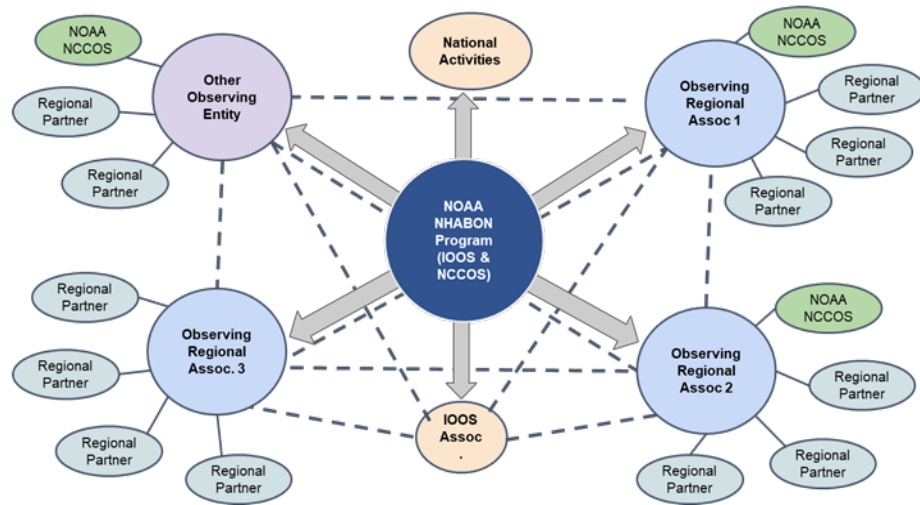 NOAA
NCCOS
National
Activities
NOAA
NCCOS
Other
Observing
Entity
Observing
Regional
Assoc 1
Regional
Partner
Regional
Partner
Regional
Partner
Regional
Partner
Regional
Partner
NOAA
NHABON
Program
(IOOS &
NCCOS)
Regional
Partner
NOAA
NCCOS
Observing
Regional
Assoc. 3
Observing
Regional
Assoc 2
Regional
Partner
Regional
Partner
IOOS
Assoc
.
Regional
Partner
Regional
Partner
Regional
Partner
Regional
Partner